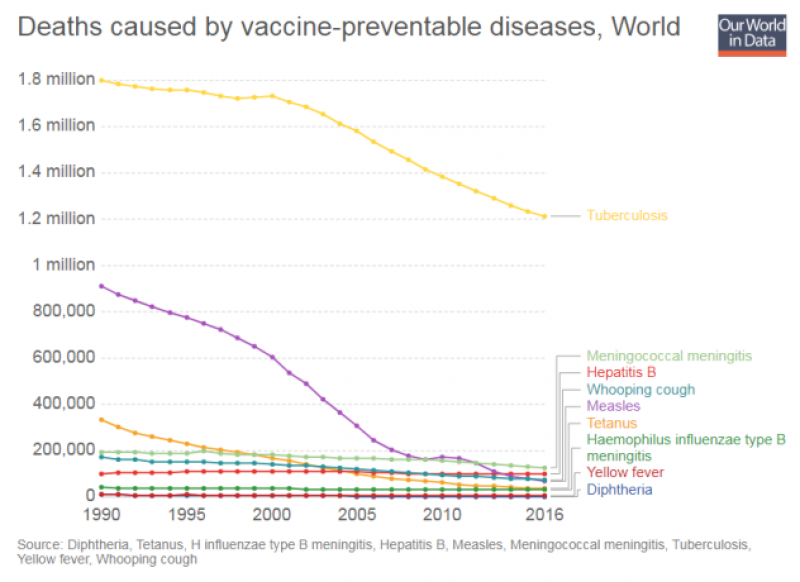 Deaths caused by vaccine-preventable diseases, World
Our World
in Data
1.8 million
1.6 million
1.4 million
1.2 million
Tuberculosis
1 million
800,000
600,000
Meningococcal meningitis
Hepatitis B
Whooping cough
400,000
Measles
Tetanus
Haemophilus influenzae type B
meningitis
200,000
Yellow fever
Diphtheria
0
1990
1995
2000
2005
2010
2016
Source: Diphtheria, Tetanus, H influenzae type B meningitis, Hepatitis B, Measles, Meningococcal meningitis, Tuberculosis,
Yellow fever, Whooping cough